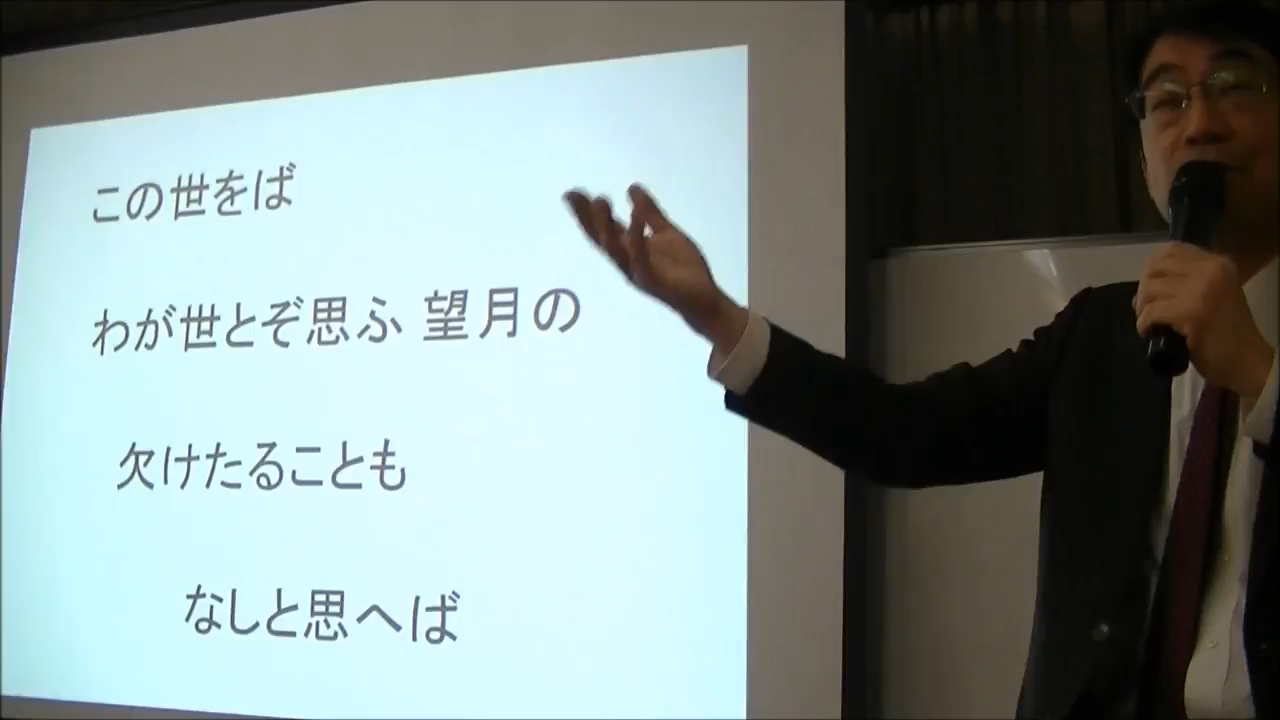 この世をば
わが世とぞ思ふ 望月の
欠けたることも
なしと思へば